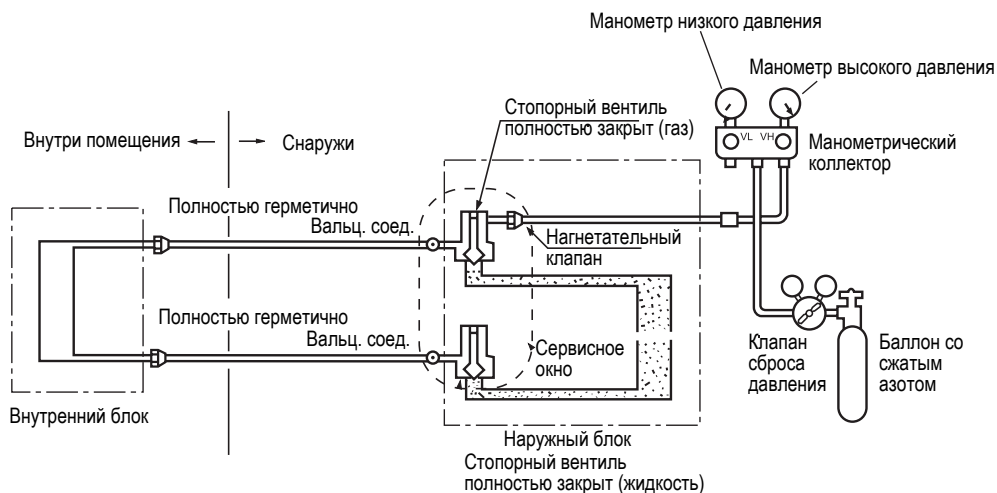 Манометр низкого давления
Манометр высокого давления
Стопорный вентиль
полностью закрыт (газ)
VL VH
Манометрический
коллектор
Внутри помещения
Снаружи
Полностью герметично
Вальц. соед.
Нагнетательный
клапан
Полностью герметично
Вальц. соед.
Сервисное
окно
Клапан
сброса
давления
Баллон со
сжатым
азотом
Внутренний блок
Наружный блок
Стопорный вентиль
полностью закрыт (жидкость)